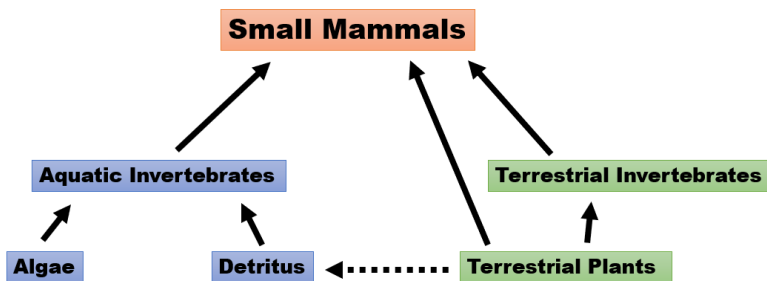 Small Mammals
Aquatic Invertebrates
Terrestrial Invertebrates
Algae
Detritus
Terrestrial Plants